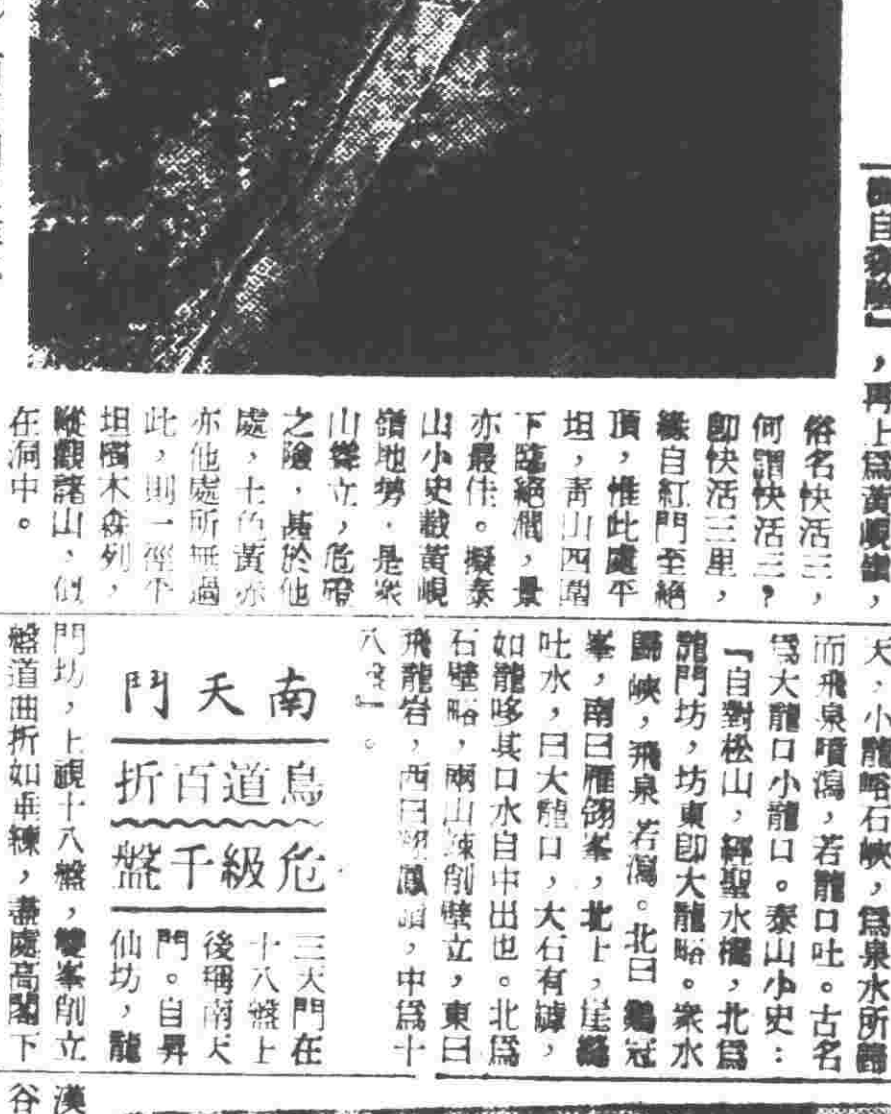 自
』，再上爲黃峴嶺，
俗名快活三，
何謂快活三？
卽快活三里，
緣自紅門至絕
頂，惟此處平
坦，靑山四圍
下臨絕澗，景
亦最佳。擬泰
山小史載黃峴
嶺地勢，是衆
山聳立，危磴
之險，甚於他
處，土色黃赤
亦他處所無過
此，則一徑平
坦樹木森列，
縱觀諸山，似
在洞中。
天，小龍峪石峽，爲泉水所歸
而飛泉噴瀉，若龍口吐。古名
爲大龍口小龍口。泰山小史：
『自對松山，經聖水橋，北爲
龍門坊，坊東卽大龍峪。衆水
歸峽，飛泉若瀉。北曰鷄冠
峯，南曰雁翎峯，北上，崖縫
吐水，曰大龍口，大石有罅，
如龍哆其口水自中出也。北爲
石壁峪，兩山竦削壁立，東曰
飛龍岩，西曰翔鳳嶺，中爲十
八盤』。
南天門
鳥道百折
危級千盤
三天門在
十八盤上
後稱南天
門。自昇
仙坊，龍
門坊，上視十八盤，雙峯削立
盤道曲折如垂練，盡處高閣下
漢
谷